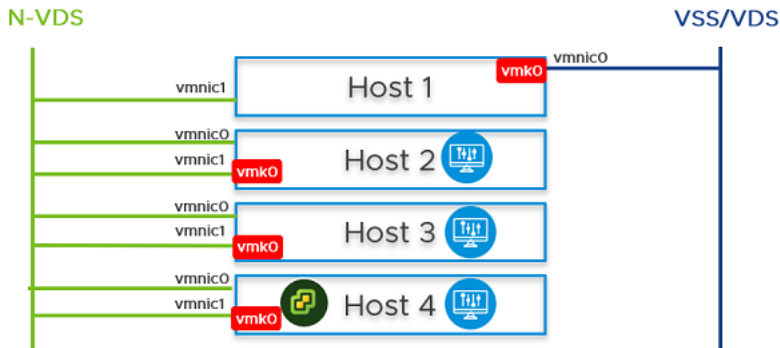 N-VDS
VSS/VDS
vmnic0
vmk0
vmnic1
Host 1
vmnic0
vmnic1
vmk0
Host 2
vmnic0
vmnic1
vmk0
Host 3
vmnic0
vmnic1
vmk0
Host 4